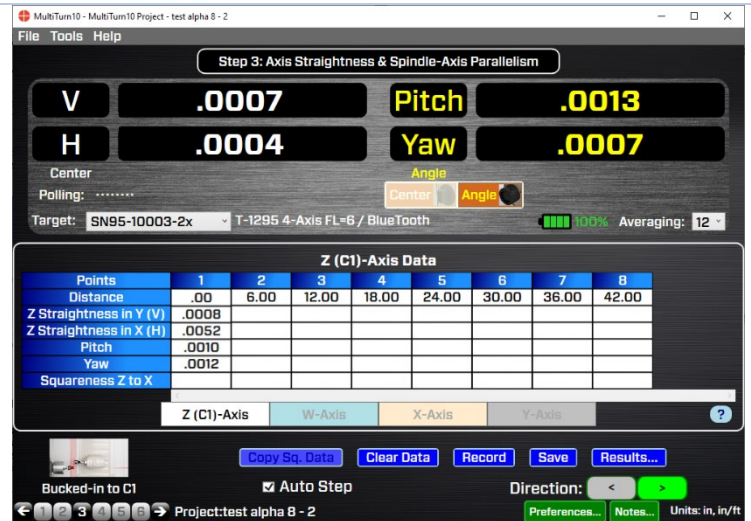 MultiTurn10 - MultiTurn10 Project - test alpha 8 - 2
File Tools Help
Step 3: Axis Straightness & Spindle-Axis Parallelism
V .0007 Pitch .0013
H .0004 Yaw .0007
Center Angle
Polling: ........
Center Angle
Target: SN95-10003-2x T-1295 4-Axis FL=6 / BlueTooth 100% Averaging: 12
Z (C1)-Axis Data
Points 1 2 3 4 5 6 7 8
Distance .00 6.00 12.00 18.00 24.00 30.00 36.00 42.00
Z Straightness in Y (V) .0008
Z Straightness in X (H) .0052
Pitch .0010
Yaw .0012
Squareness Z to X
Z (C1)-Axis W-Axis X-Axis Y-Axis ?
Copy Sq. Data Clear Data Record Save Results...
Bucked-in to C1 Auto Step Direction: < >
1 2 3 4 5 6 Project:test alpha 8 - 2 Preferences... Notes... Units: in, in/ft